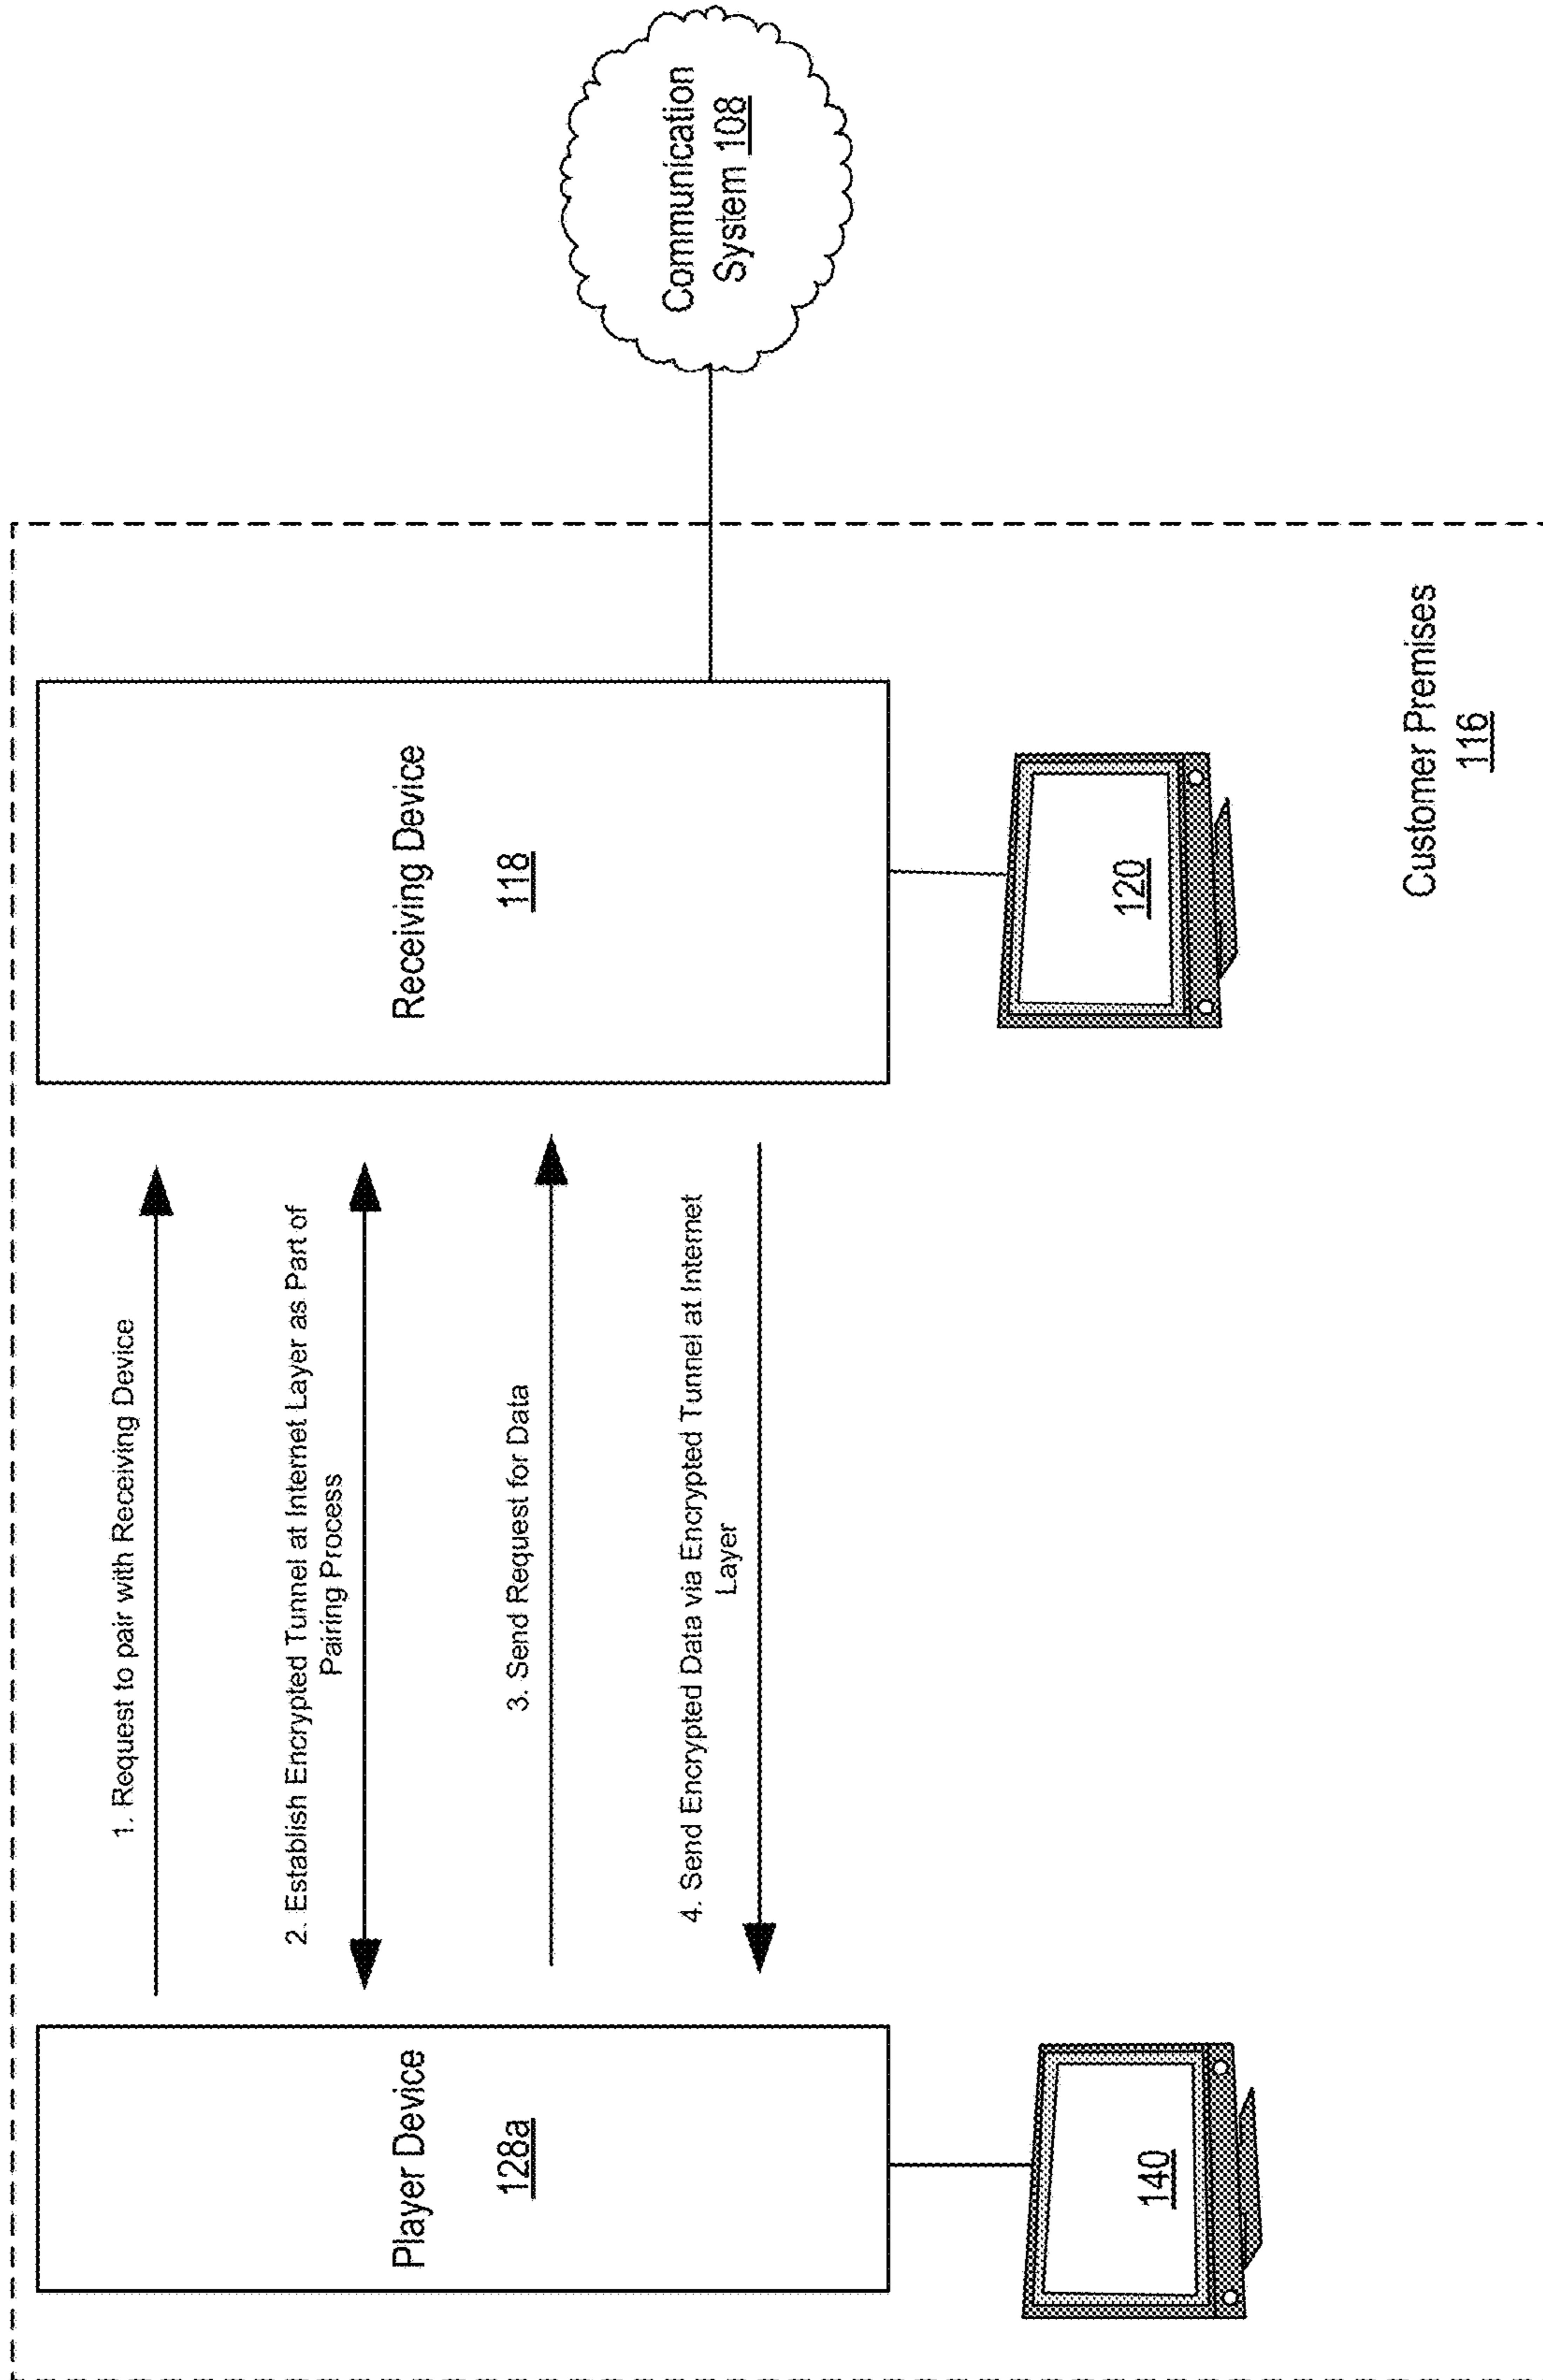 1. Request to pair with Receiving Device
2. Establish Encrypted Tunnel at Internet Layer as Part of
Pairing Process
Player Device
128a
Receiving Device
118
3. Send Request for Data
4. Send Encrypted Data via Encrypted Tunnel at Internet
Layer
Communication
System 108
140
120
Customer Premises
116